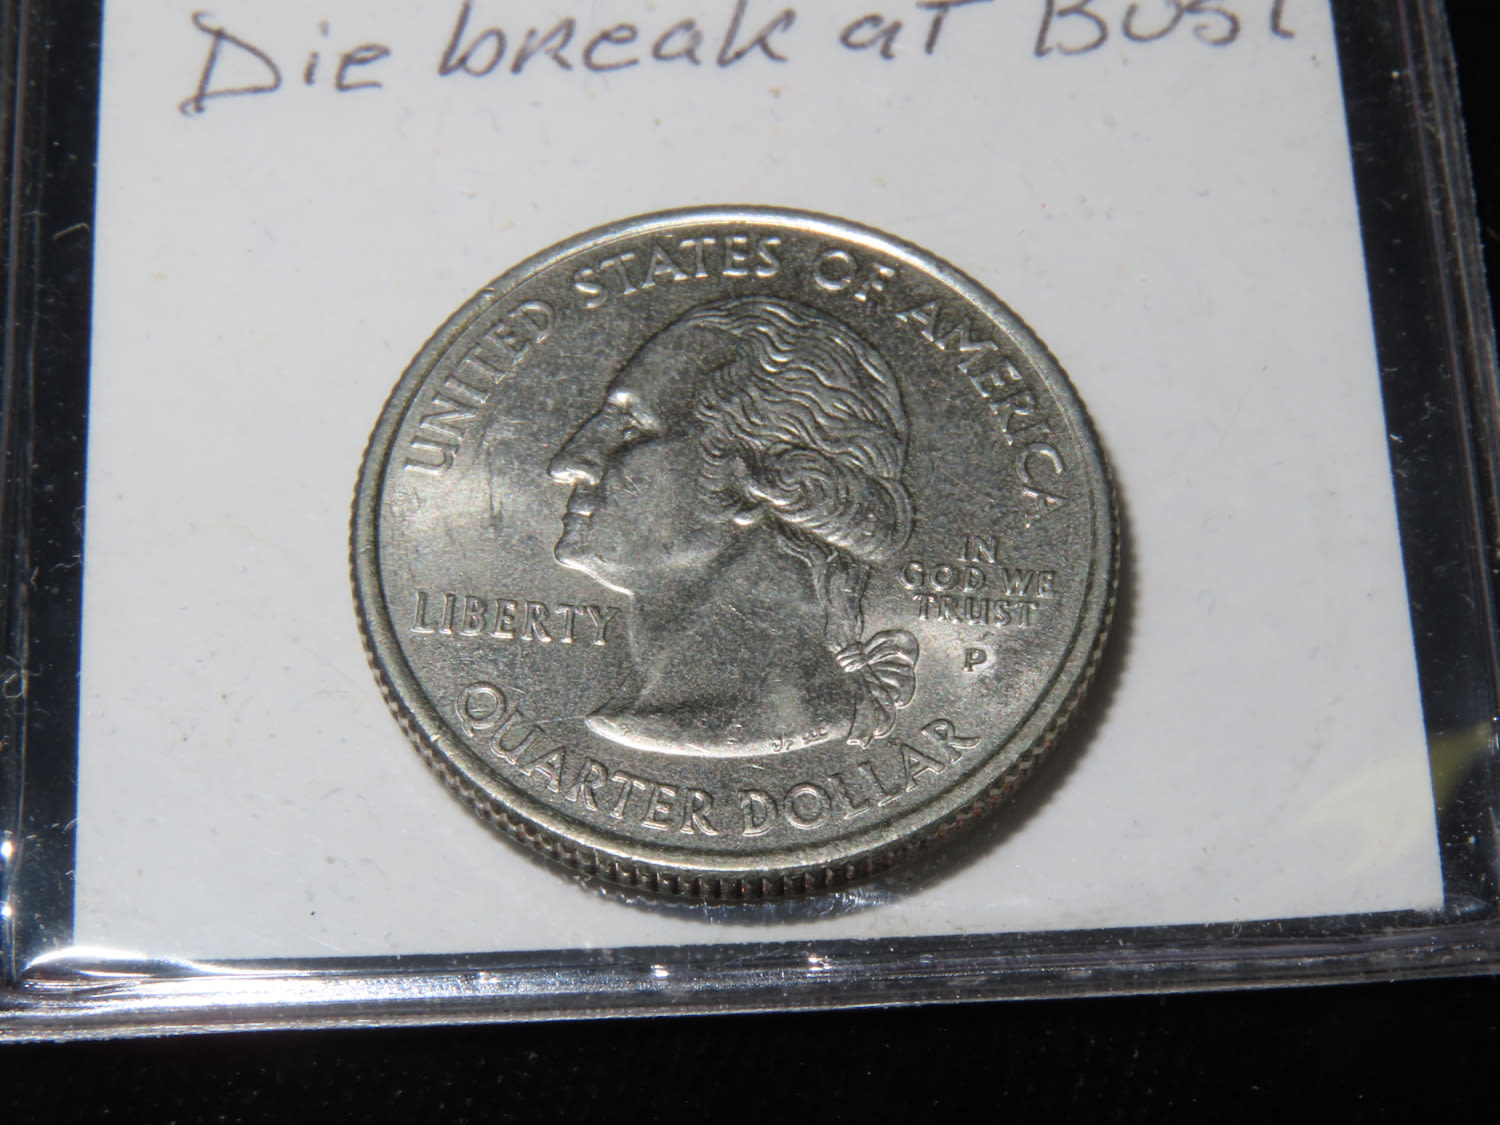 Die break at Bust
UNITED STATES OF AMERICA
LIBERTY
IN
GOD WE
TRUST
P
QUARTER DOLLAR